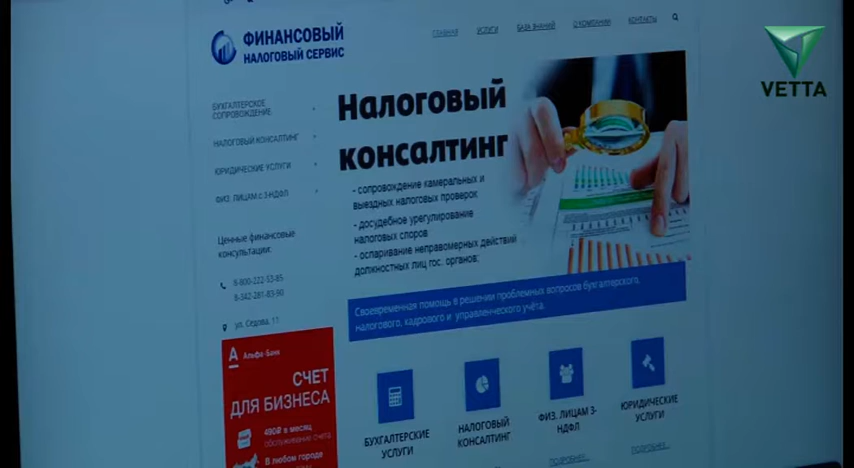 VETTA
ФИНАНСОВЫЙ
НАЛОГОВЫЙ СЕРВИС
ГЛАВНАЯ УСЛУГИ БАЗА ЗНАНИЙ О КОМПАНИИ КОНТАКТЫ
БУХГАЛТЕРСКОЕ
СОПРОВОЖДЕНИЕ
НАЛОГОВЫЙ КОНСАЛТИНГ
ЮРИДИЧЕСКИЕ УСЛУГИ
ФИЗ. ЛИЦАМ с 3-НДФЛ
Ценные финансовые
консультации:
8-800-222-53-85
8-342-281-83-90
ул. Седова, 11
Налоговый
консалтинг
- сопровождение камеральных и
выездных налоговых проверок
- досудебное урегулирование
налоговых споров
- оспаривание неправомерных действий
должностных лиц гос. органов;
Своевременная помощь в решении проблемных вопросов бухгалтерского,
налогового, кадрового и управленческого учёта.
А Альфа-Банк
СЧЕТ
ДЛЯ БИЗНЕСА
490₽ в месяц
обслуживание счета
В любом городе
БУХГАЛТЕРСКИЕ
УСЛУГИ
НАЛОГОВЫЙ
КОНСАЛТИНГ
ФИЗ. ЛИЦАМ 3-
НДФЛ
ПОДРОБНЕЕ..
ЮРИДИЧЕСКИЕ
УСЛУГИ
ПОДРОБНЕЕ..